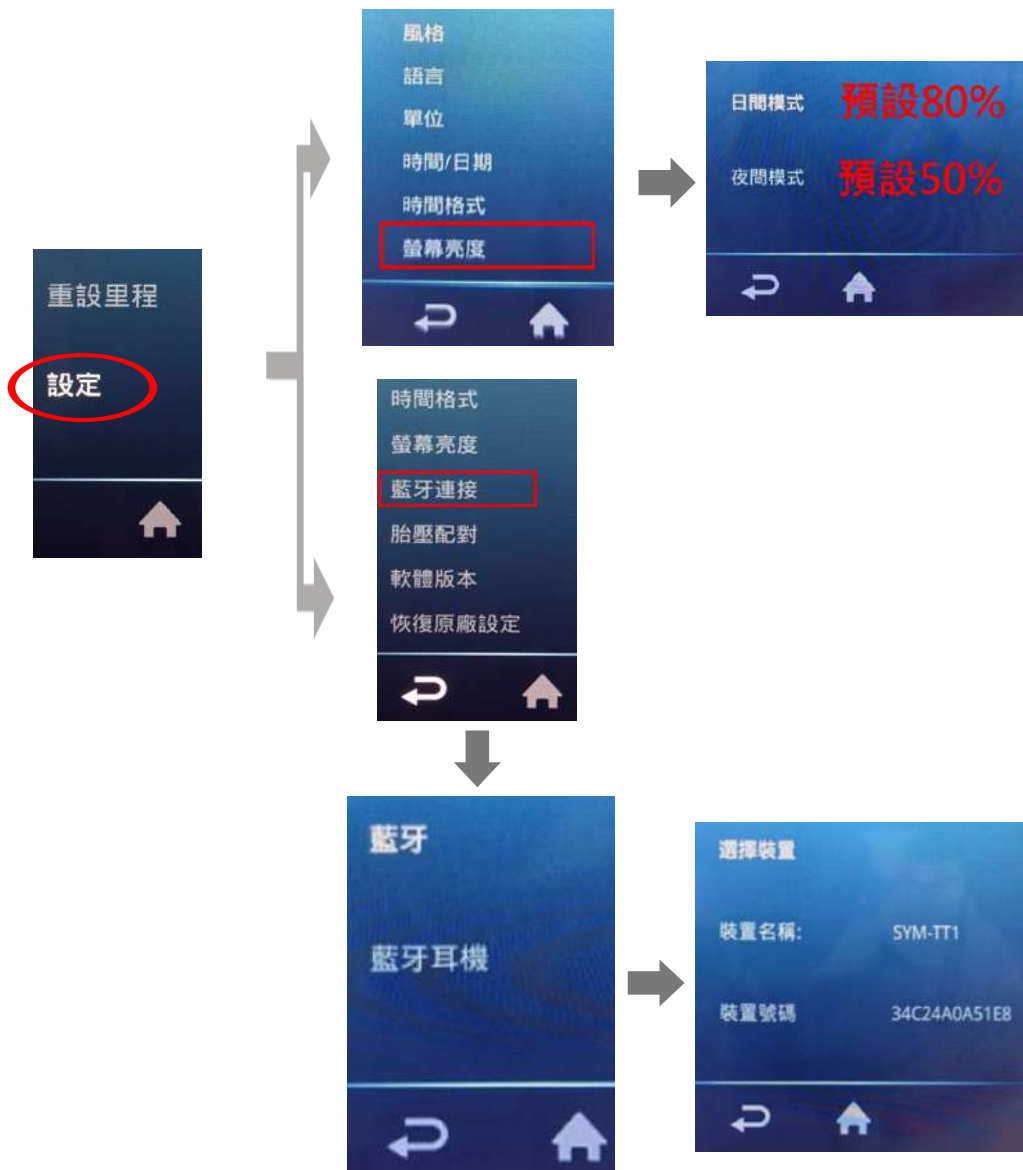 重設里程
設定
風格
語言
單位
時間/日期
時間格式
螢幕亮度
日間模式 預設80%
夜間模式 預設50%
時間格式
螢幕亮度
藍牙連接
胎壓配對
軟體版本
恢復原廠設定
藍牙
藍牙耳機
選擇裝置
裝置名稱: SYM-TT1
裝置號碼 34C24A0A51E8